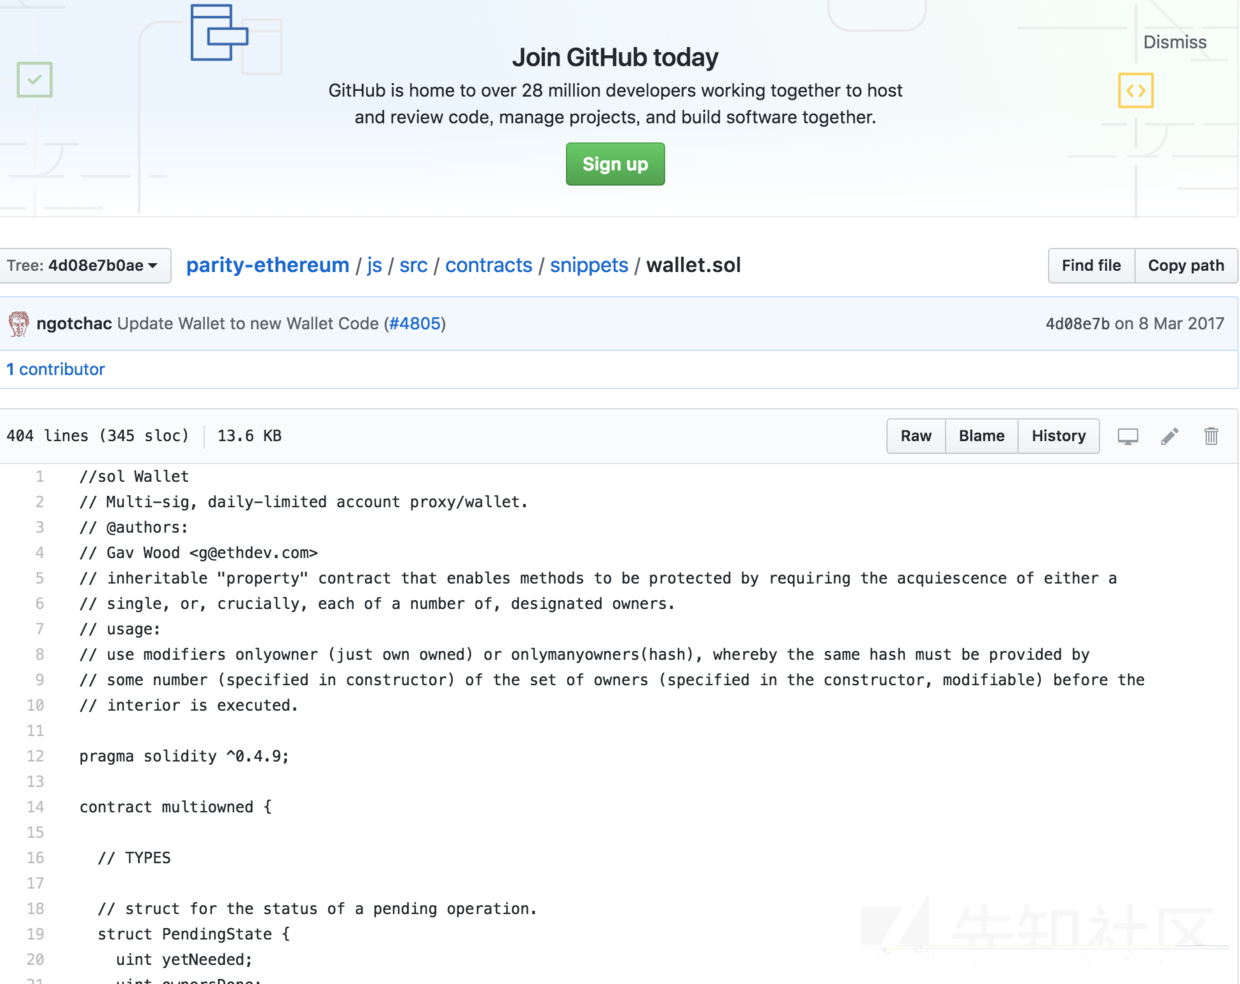 Join GitHub today
Dismiss
GitHub is home to over 28 million developers working together to host
and review code, manage projects, and build software together.
Sign up
Tree: 4d08e7b0ae
parity-ethereum / js / src / contracts / snippets / wallet.sol
Find file
Copy path
ngotchac Update Wallet to new Wallet Code (#4805)
4d08e7b on 8 Mar 2017
1 contributor
404 lines (345 sloc)
13.6 KB
Raw
Blame
History
1 //sol Wallet
2 // Multi-sig, daily-limited account proxy/wallet.
3 // @authors:
4 // Gav Wood <g@ethdev.com>
5 // inheritable "property" contract that enables methods to be protected by requiring the acquiescence of either a
6 // single, or, crucially, each of a number of, designated owners.
7 // usage:
8 // use modifiers onlyowner (just own owned) or onlymanyowners(hash), whereby the same hash must be provided by
9 // some number (specified in constructor) of the set of owners (specified in the constructor, modifiable) before the
10 // interior is executed.
11
12 pragma solidity ^0.4.9;
13
14 contract multiowned {
15
16 // TYPES
17
18 // struct for the status of a pending operation.
19 struct PendingState {
20 uint yetNeeded;
21 uint ownersDone;
先知社区